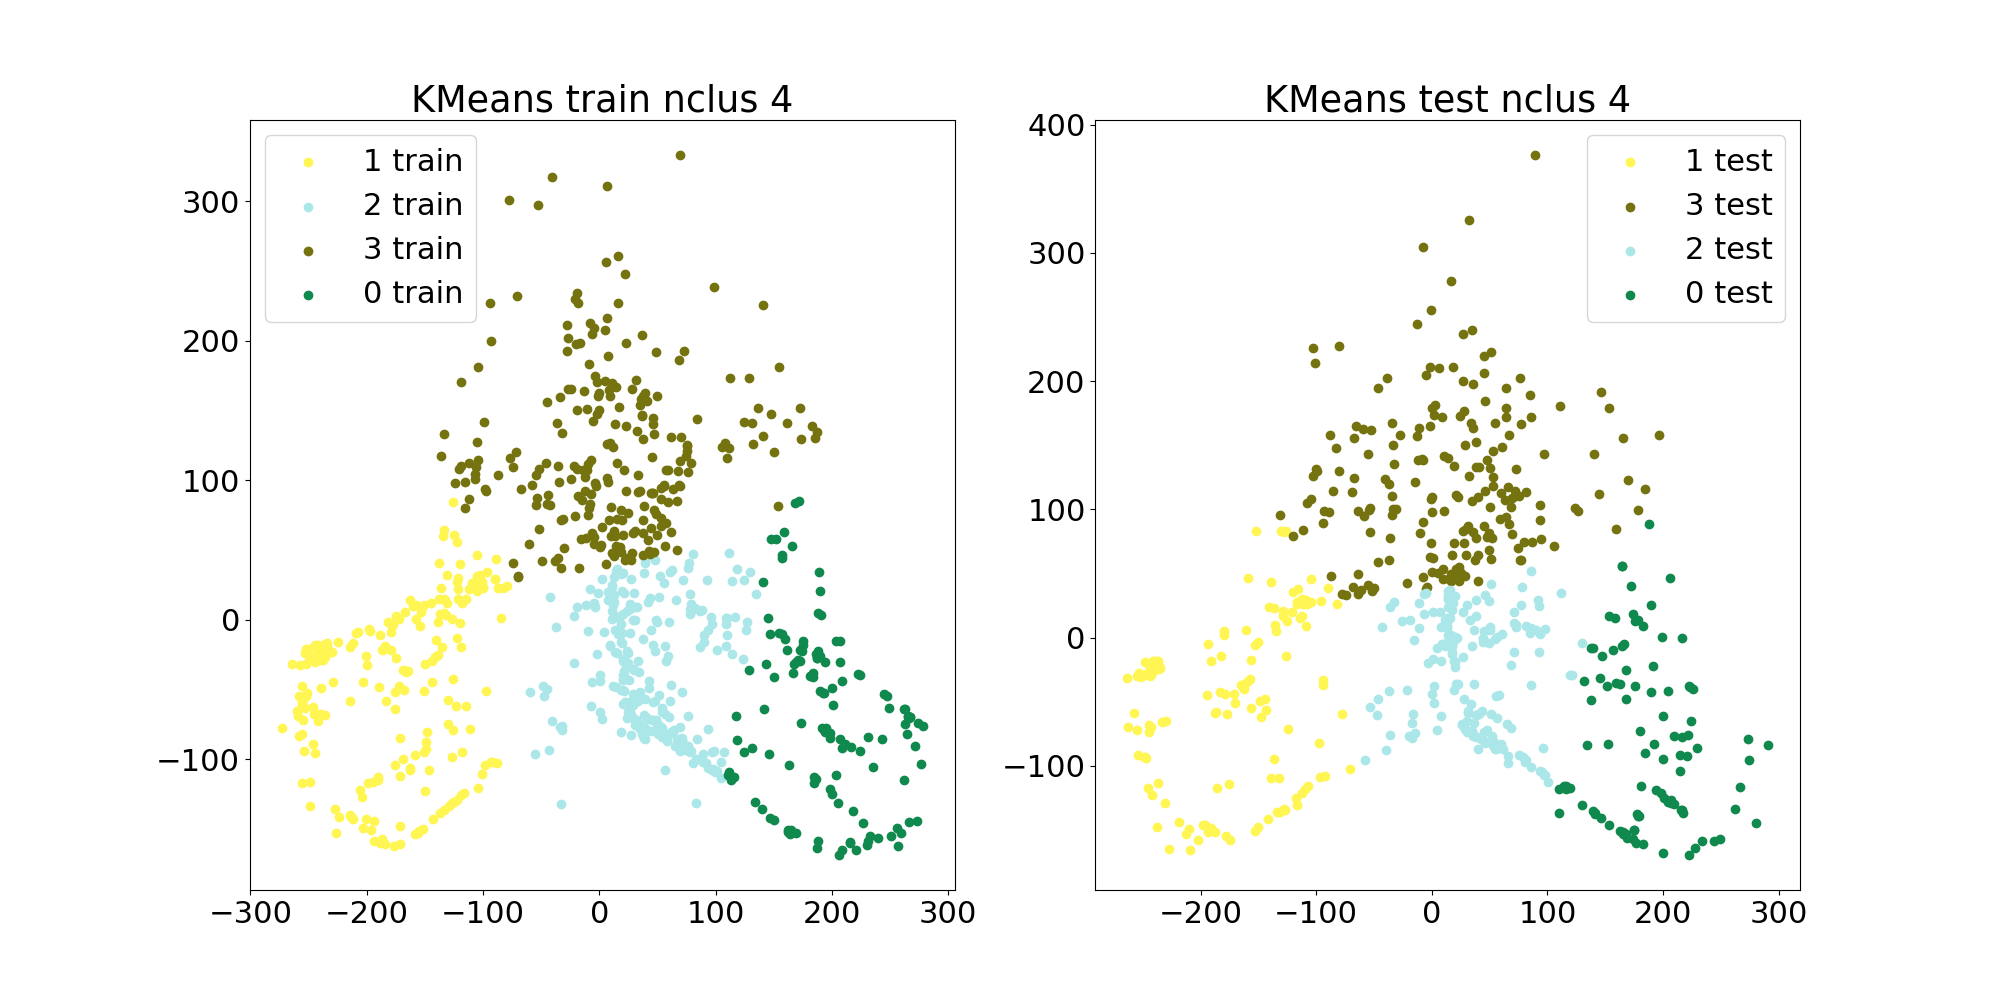 KMeans train nclus 4
1 train
2 train
3 train
0 train
300
200
100
0
−100
−300 −200 −100 0 100 200 300
KMeans test nclus 4
1 test
3 test
2 test
0 test
400
300
200
100
0
−100
−200 −100 0 100 200 300